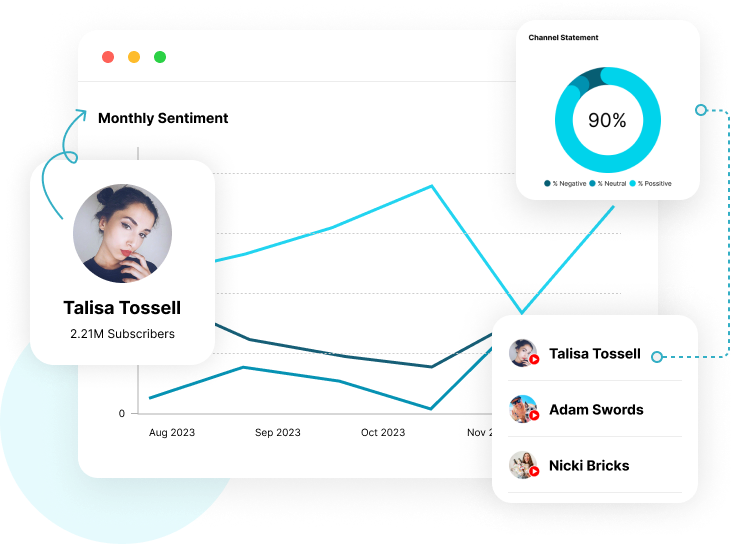 Channel Statement
90%
% Negative % Neutral % Possitive
Monthly Sentiment
Talisa Tossell
2.21M Subscribers
0
Aug 2023 Sep 2023 Oct 2023 Nov
Talisa Tossell
Adam Swords
Nicki Bricks